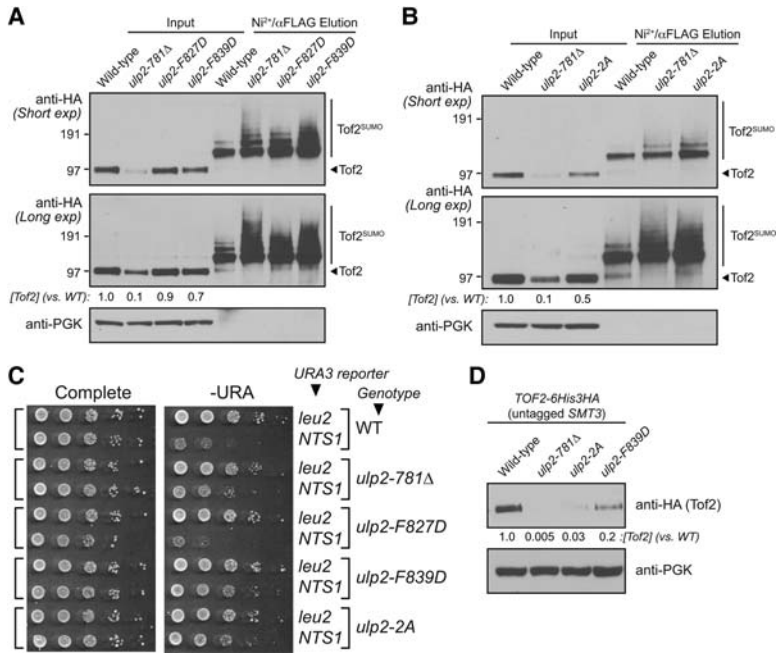 A
Input
Ni²⁺/αFLAG Elution
Wild-type
ulp2-781Δ
ulp2-F827D
ulp2-F839D
Wild-type
ulp2-781Δ
ulp2-F827D
ulp2-F839D
anti-HA
(Short exp)
191
97
Tof2SUMO
Tof2
anti-HA
(Long exp)
191
97
Tof2SUMO
Tof2
[Tof2] (vs. WT): 1.0 0.1 0.9 0.7
anti-PGK
B
Input
Ni²⁺/αFLAG Elution
Wild-type
ulp2-781Δ
ulp2-2A
Wild-type
ulp2-781Δ
ulp2-2A
anti-HA
(Short exp)
191
97
Tof2SUMO
Tof2
anti-HA
(Long exp)
191
97
Tof2SUMO
Tof2
[Tof2] (vs. WT): 1.0 0.1 0.5
anti-PGK
C
Complete
-URA
URA3 reporter
Genotype
leu2
NTS1
WT
leu2
NTS1
ulp2-781Δ
leu2
NTS1
ulp2-F827D
leu2
NTS1
ulp2-F839D
leu2
NTS1
ulp2-2A
D
TOF2-6His3HA
(untagged SMT3)
Wild-type
ulp2-781Δ
ulp2-2A
ulp2-F839D
anti-HA (Tof2)
1.0 0.005 0.03 0.2 :[Tof2] (vs. WT)
anti-PGK